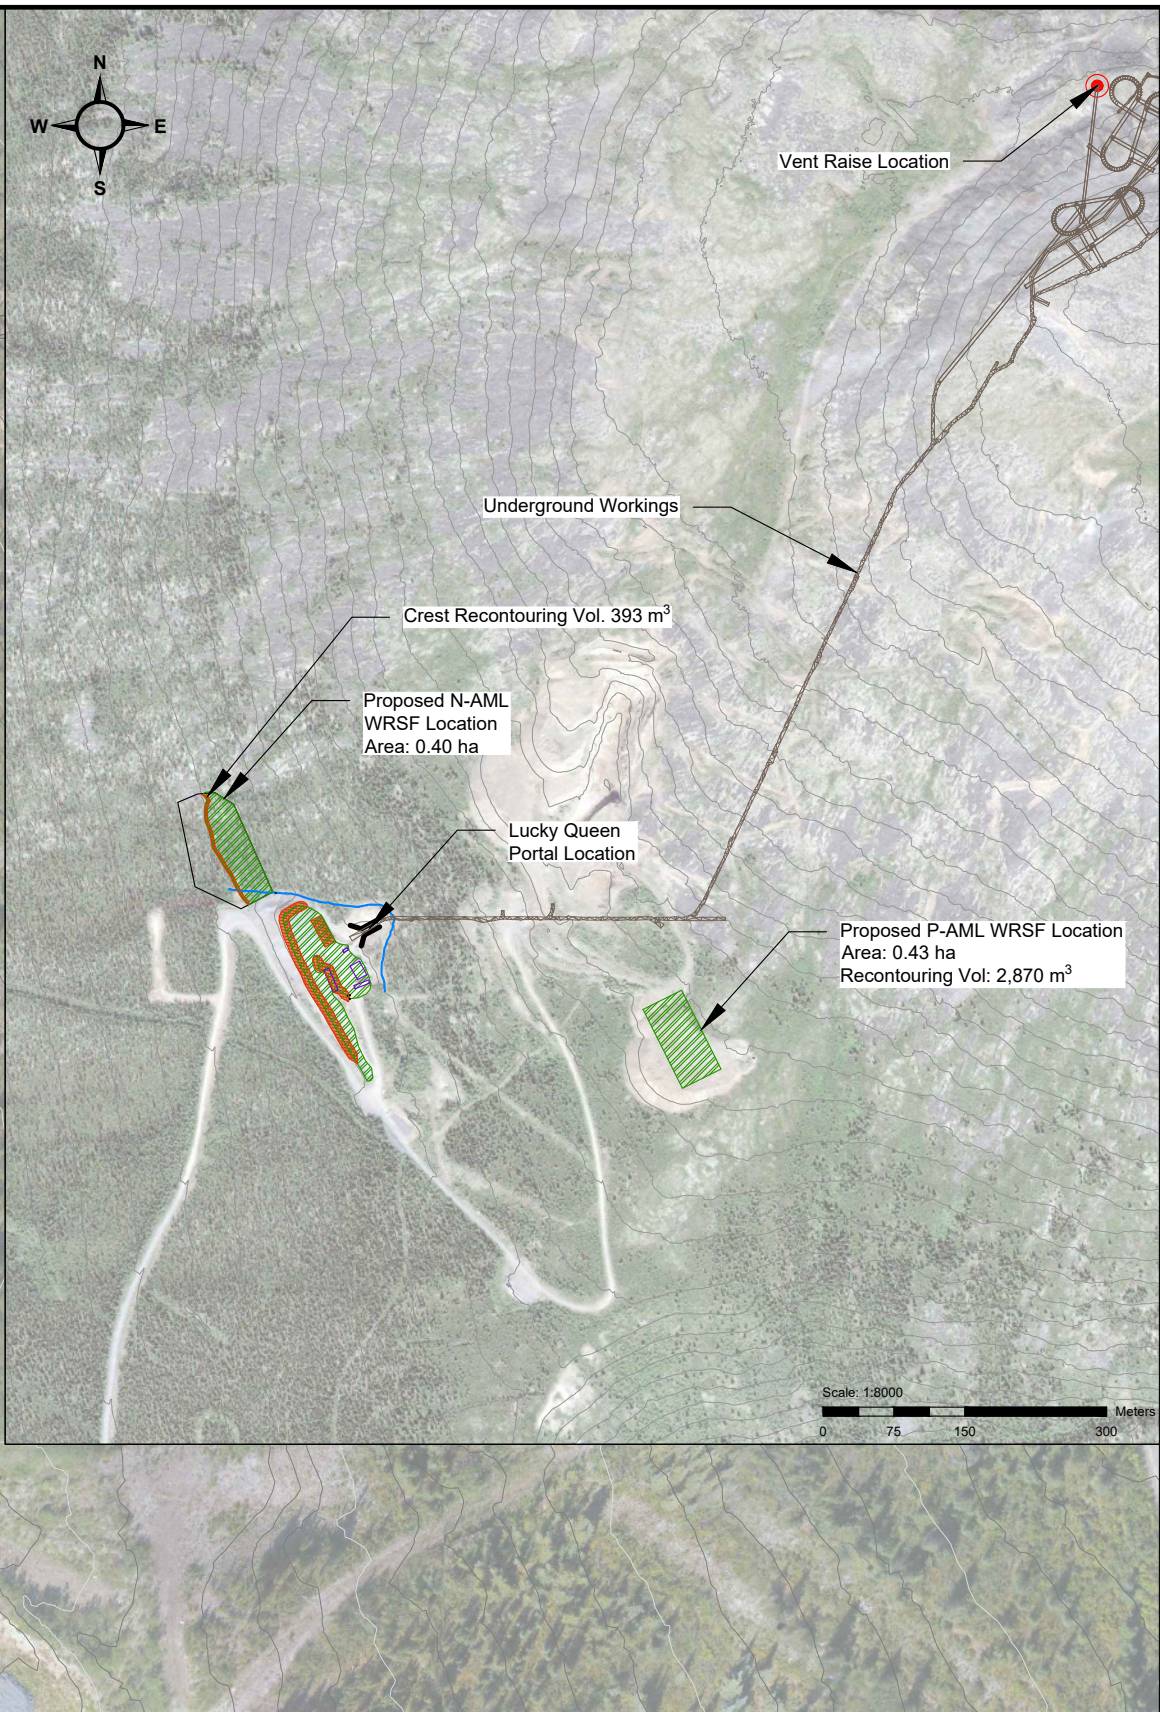 N
W E
S
Vent Raise Location
Underground Workings
Crest Recontouring Vol. 393 m³
Proposed N-AML
WRSF Location
Area: 0.40 ha
Lucky Queen
Portal Location
Proposed P-AML WRSF Location
Area: 0.43 ha
Recontouring Vol: 2,870 m³
Scale: 1:8000
Meters
0 75 150 300